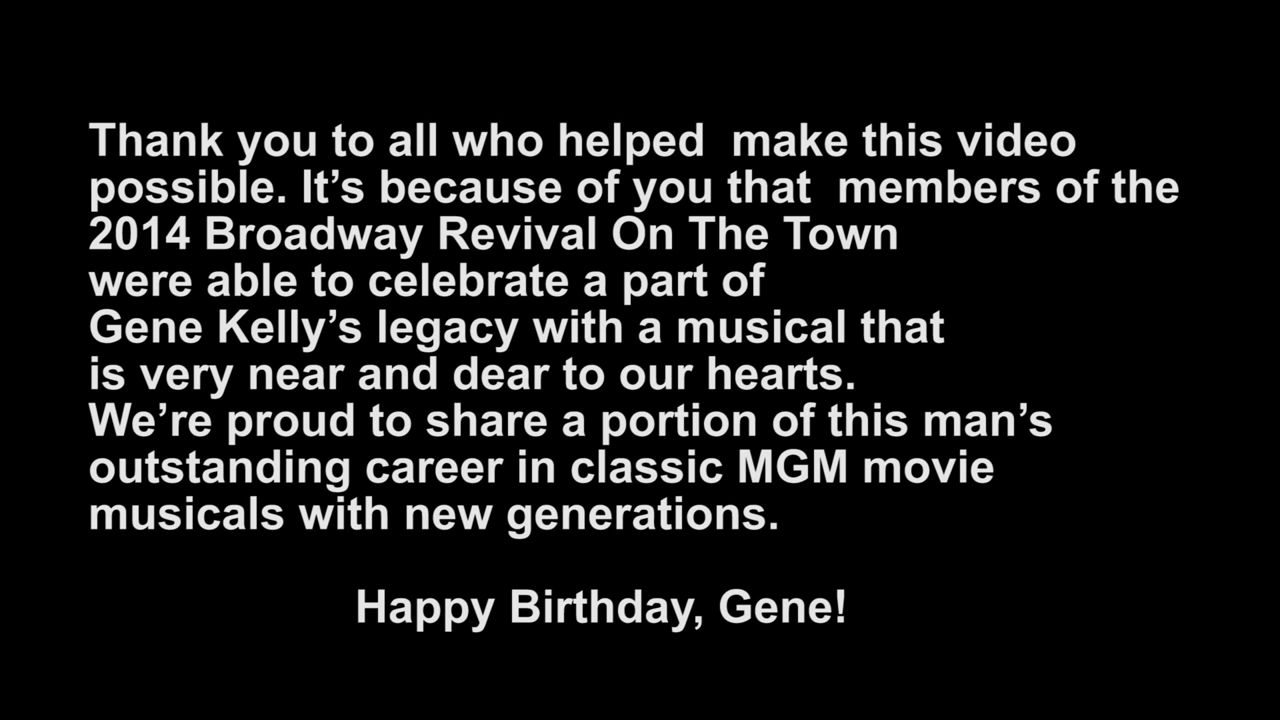 Thank you to all who helped  make this video
possible. It’s because of you that  members of the
2014 Broadway Revival On The Town
were able to celebrate a part of
Gene Kelly’s legacy with a musical that
is very near and dear to our hearts.
We’re proud to share a portion of this man’s
outstanding career in classic MGM movie
musicals with new generations.
Happy Birthday, Gene!